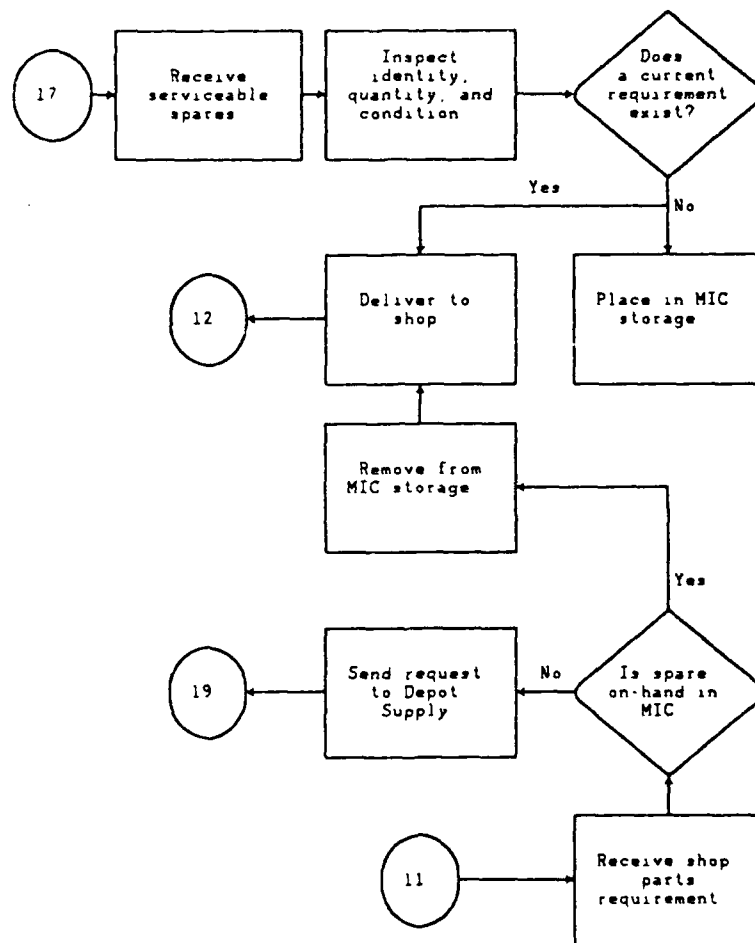 17
Receive
serviceable
spares
Inspect
identity,
quantity, and
condition
Does
a current
requirement
exist?
Yes
No
12
Deliver to
shop
Place in MIC
storage
Remove from
MIC storage
Yes
19
Send request
to Depot
Supply
No
Is spare
on-hand in
MIC
11
Receive shop
parts
requirement